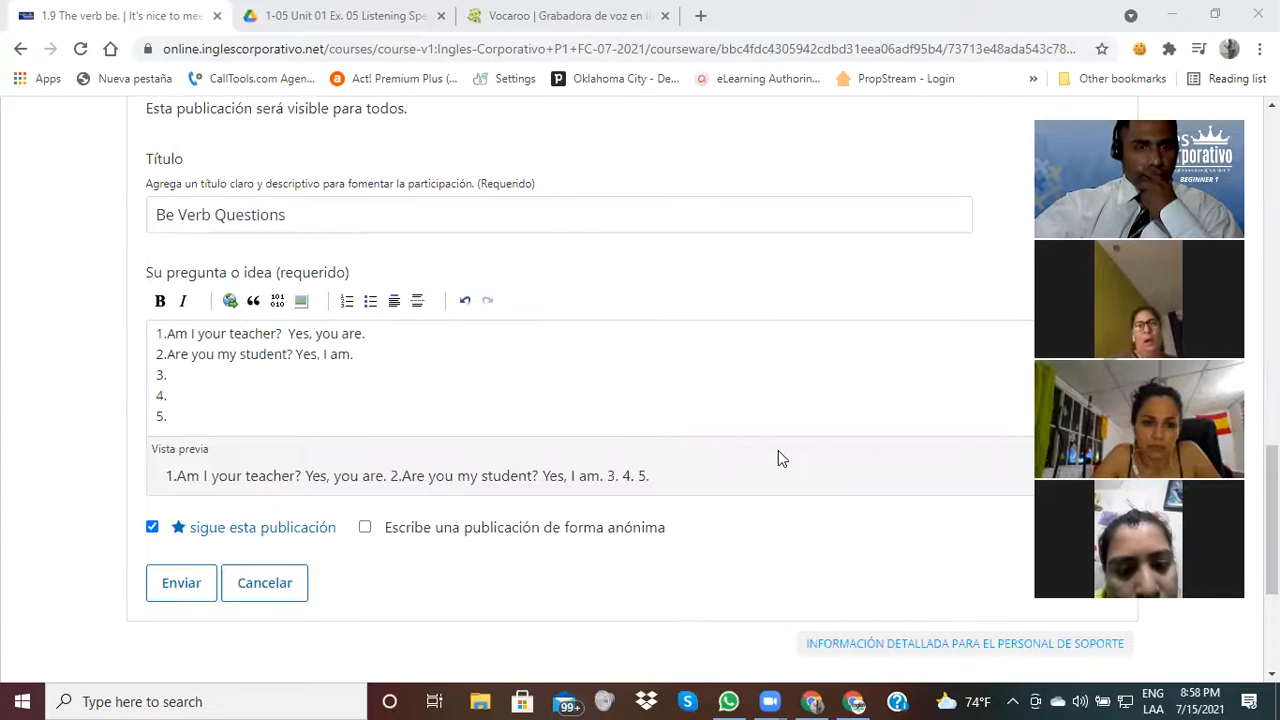 1.9 The verb be. | It's nice to mee
1-05 Unit 01 Ex. 05 Listening Spe
Vocaroo | Grabadora de voz en lí
online.inglescorporativo.net/courses/course-v1:Ingles-Corporativo+P1+FC-07-2021/courseware/bbc4fdc4305942cdbd31eea06adf95b4/73713e48ada543c78...
Apps
Nueva pestaña
CallTools.com Agen...
Act! Premium Plus (...
Settings
Oklahoma City - De...
eLearning Authorin...
PropStream - Login
»
Other bookmarks
Reading list
Esta publicación será visible para todos.
Título
Agrega un título claro y descriptivo para fomentar la participación. (Requerido)
Be Verb Questions
Su pregunta o idea (requerido)
B I
1.Am I your teacher?  Yes, you are.
2.Are you my student? Yes, I am.
3.
4.
5.
Vista previa
1.Am I your teacher? Yes, you are. 2.Are you my student? Yes, I am. 3. 4. 5.
sigue esta publicación
Escribe una publicación de forma anónima
Enviar
Cancelar
INFORMACIÓN DETALLADA PARA EL PERSONAL DE SOPORTE
rporativo
BEGINNER 1
Type here to search
99+
74°F
ENG
LAA
8:58 PM
7/15/2021